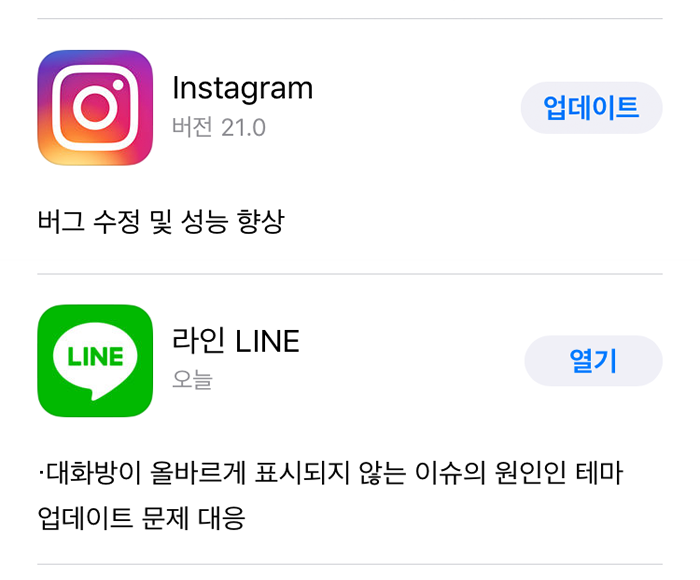 Instagram
버전 21.0
업데이트
버그 수정 및 성능 향상
LINE
라인 LINE
오늘
열기
·대화방이 올바르게 표시되지 않는 이슈의 원인인 테마
업데이트 문제 대응